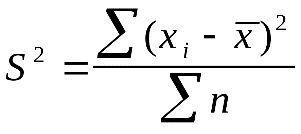 S² = ∑(xᵢ - x̄)² / ∑n